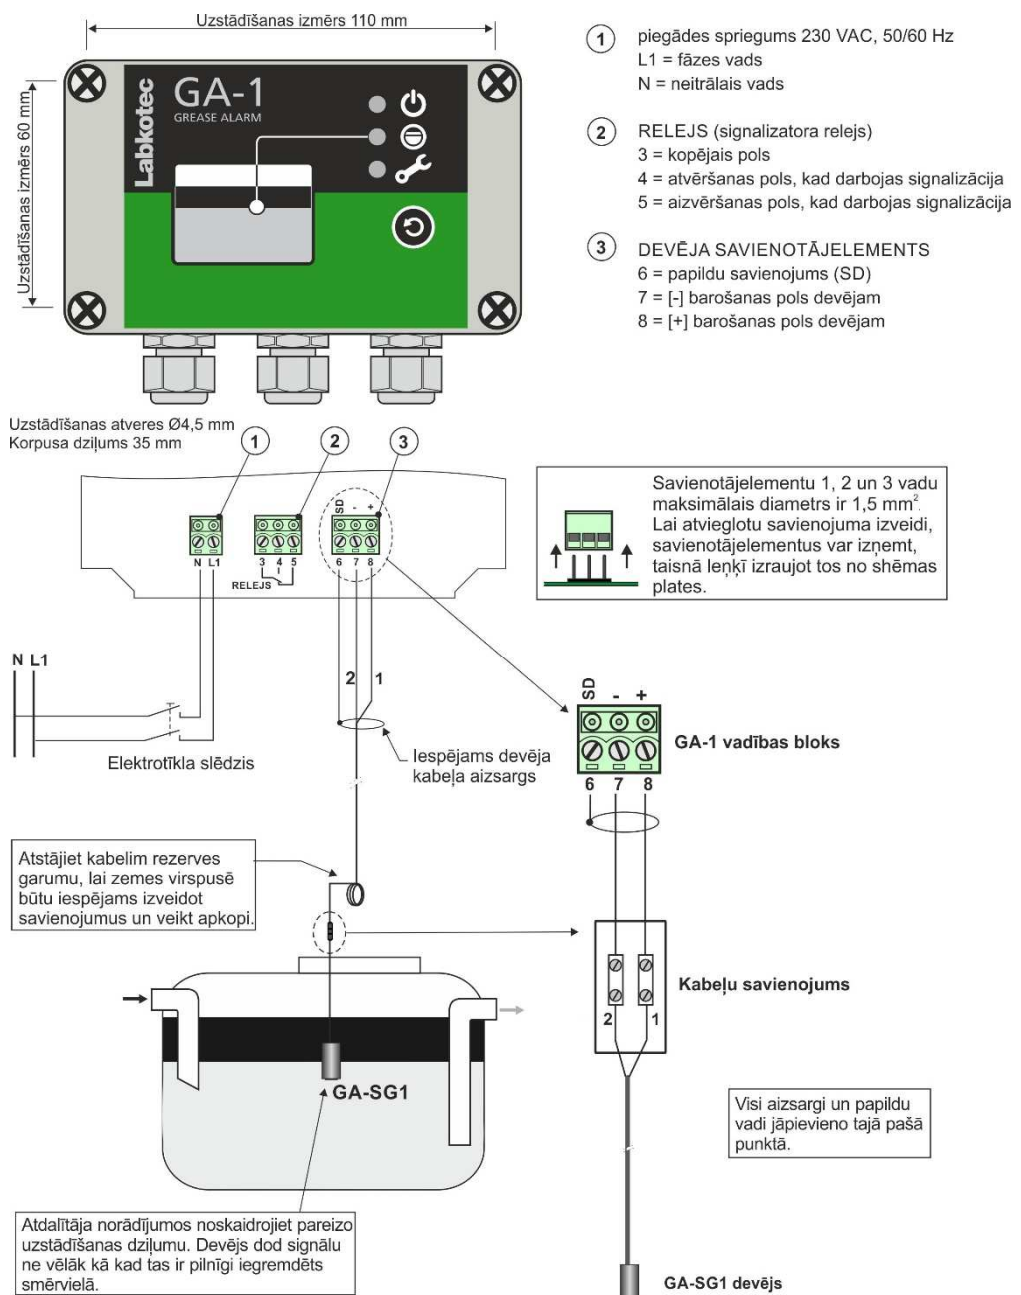 Uzstādīšanas izmērs 110 mm
Uzstādīšanas izmērs 60 mm
Labkotec
GA-1
GREASE ALARM
1
piegādes spriegums 230 VAC, 50/60 Hz
L1 = fāzes vads
N = neitrālais vads
2
RELEJS (signalizatora relejs)
3 = kopējais pols
4 = atvēršanas pols, kad darbojas signalizācija
5 = aizvēršanas pols, kad darbojas signalizācija
3
DEVĒJA SAVIENOTĀJELEMENTS
6 = papildu savienojums (SD)
7 = [-] barošanas pols devējam
8 = [+] barošanas pols devējam
Uzstādīšanas atveres Ø4,5 mm
Korpusa dziļums 35 mm
1
2
3
SD - +
N L1
3 4 5
RELEJS
6 7 8
Savienotājelementu 1, 2 un 3 vadu
maksimālais diametrs ir 1,5 mm².
Lai atvieglotu savienojuma izveidi,
savienotājelementus var izņemt,
taisnā leņķī izraujot tos no shēmas
plates.
N L1
2 1
Elektrotīkla slēdzis
Iespējams devēja
kabeļa aizsargs
SD - +
GA-1 vadības bloks
6 7 8
Atstājiet kabelim rezerves
garumu, lai zemes virspusē
būtu iespējams izveidot
savienojumus un veikt apkopi.
Kabeļu savienojums
2 1
GA-SG1
Visi aizsargi un papildu
vadi jāpievieno tajā pašā
punktā.
Atdalītāja norādījumos noskaidrojiet pareizo
uzstādīšanas dziļumu. Devējs dod signālu
ne vēlāk kā kad tas ir pilnīgi iegremdēts
smērvielā.
GA-SG1 devējs